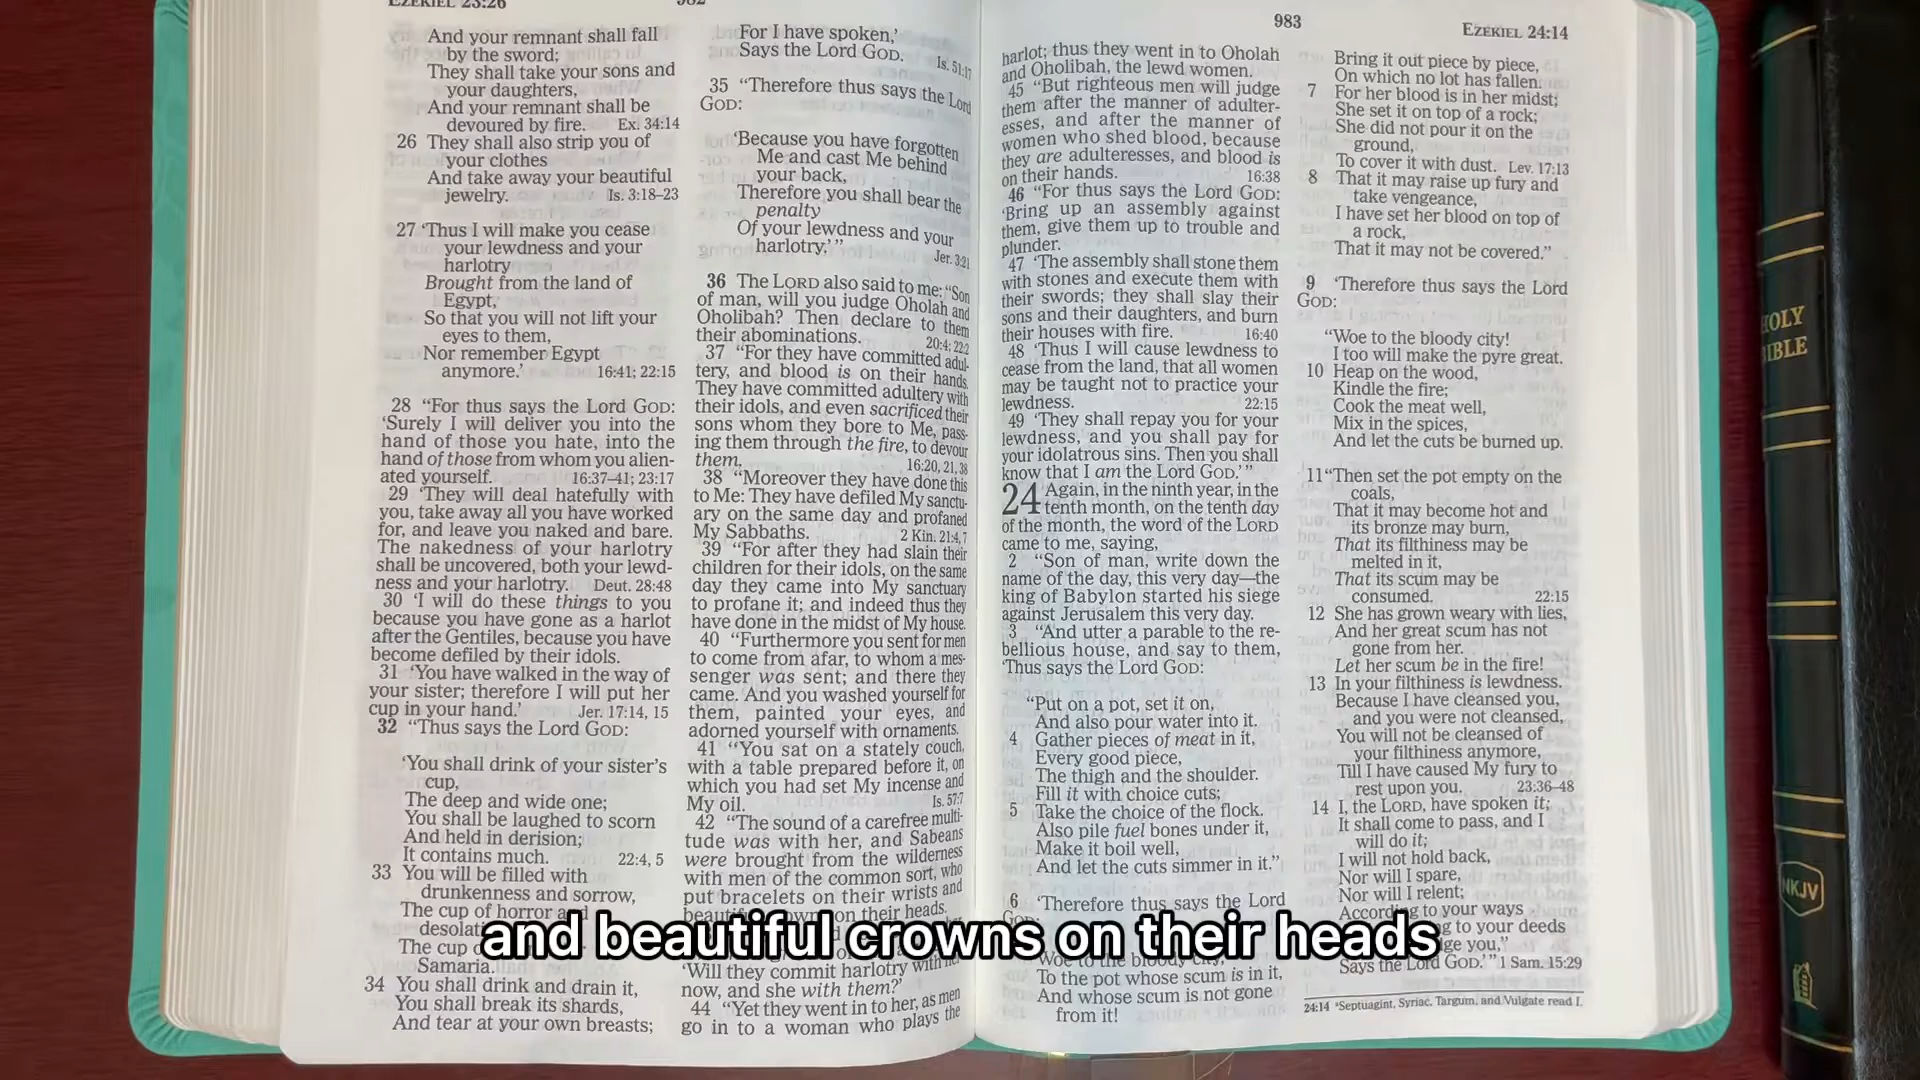 EZEKIEL 23:26
982
And your remnant shall fall
by the sword;
They shall take your sons and
your daughters,
And your remnant shall be
devoured by fire. Ex. 34:14
26 They shall also strip you of
your clothes
And take away your beautiful
jewelry. Is. 3:18–23
27 ‘Thus I will make you cease
your lewdness and your
harlotry
Brought from the land of
Egypt,
So that you will not lift your
eyes to them,
Nor remember Egypt
anymore.’ 16:41; 22:15
28 “For thus says the Lord GOD:
‘Surely I will deliver you into the
hand of those you hate, into the
hand of those from whom you alien-
ated yourself. 16:37–41; 23:17
29 ‘They will deal hatefully with
you, take away all you have worked
for, and leave you naked and bare.
The nakedness of your harlotry
shall be uncovered, both your lewd-
ness and your harlotry. Deut. 28:48
30 ‘I will do these things to you
because you have gone as a harlot
after the Gentiles, because you have
become defiled by their idols.
31 ‘You have walked in the way of
your sister; therefore I will put her
cup in your hand.’ Jer. 17:14, 15
32 “Thus says the Lord GOD:
‘You shall drink of your sister’s
cup,
The deep and wide one;
You shall be laughed to scorn
And held in derision;
It contains much. 22:4, 5
33 You will be filled with
drunkenness and sorrow,
The cup of horror and
The cup
Samaria.
34 You shall drink and drain it,
You shall break its shards,
And tear at your own breasts;
For I have spoken,’
Says the Lord GOD. Is. 51:17
35 “Therefore thus says the Lord
GOD:
‘Because you have forgotten
Me and cast Me behind
your back,
Therefore you shall bear the
penalty
Of your lewdness and your
harlotry.’ ” Jer. 3:21
36 The LORD also said to me: “Son
of man, will you judge Oholah and
Oholibah? Then declare to them
their abominations. 20:4; 22:2
37 “For they have committed adul-
tery, and blood is on their hands.
They have committed adultery with
their idols, and even sacrificed their
sons whom they bore to Me, pass-
ing them through the fire, to devour
them. 16:20, 21, 38
38 “Moreover they have done this
to Me: They have defiled My sanctu-
ary on the same day and profaned
My Sabbaths. 2 Kin. 21:4, 7
39 “For after they had slain their
children for their idols, on the same
day they came into My sanctuary
to profane it; and indeed thus they
have done in the midst of My house.
40 “Furthermore you sent for men
to come from afar, to whom a mes-
senger was sent; and there they
came. And you washed yourself for
them, painted your eyes, and
adorned yourself with ornaments.
41 “You sat on a stately couch,
with a table prepared before it, on
which you had set My incense and
My oil. Is. 57:7
42 “The sound of a carefree multi-
tude was with her, and Sabeans
were brought from the wilderness
with men of the common sort, who
put bracelets on their wrists and
on their heads.
‘Will they commit harlotry with her
now, and she with them?’
44 “Yet they went in to her, as men
go in to a woman who plays the
983
EZEKIEL 24:14
harlot; thus they went in to Oholah
and Oholibah, the lewd women.
45 “But righteous men will judge
them after the manner of adulter-
esses, and after the manner of
women who shed blood, because
they are adulteresses, and blood is
on their hands. 16:38
46 “For thus says the Lord GOD:
‘Bring up an assembly against
them, give them up to trouble and
plunder.
47 ‘The assembly shall stone them
with stones and execute them with
their swords; they shall slay their
sons and their daughters, and burn
their houses with fire. 16:40
48 ‘Thus I will cause lewdness to
cease from the land, that all women
may be taught not to practice your
lewdness. 22:15
49 ‘They shall repay you for your
lewdness, and you shall pay for
your idolatrous sins. Then you shall
know that I am the Lord GOD.’ ”
24 Again, in the ninth year, in the
tenth month, on the tenth day
of the month, the word of the LORD
came to me, saying,
2 “Son of man, write down the
name of the day, this very day—the
king of Babylon started his siege
against Jerusalem this very day.
3 “And utter a parable to the re-
bellious house, and say to them,
‘Thus says the Lord GOD:
“Put on a pot, set it on,
And also pour water into it.
4 Gather pieces of meat in it,
Every good piece,
The thigh and the shoulder.
Fill it with choice cuts;
5 Take the choice of the flock.
Also pile fuel bones under it,
Make it boil well,
And let the cuts simmer in it.”
6 ‘Therefore thus says the Lord
GOD:
“Woe to the bloody city,
To the pot whose scum is in it,
And whose scum is not gone
from it!
Bring it out piece by piece,
On which no lot has fallen.
7 For her blood is in her midst;
She set it on top of a rock;
She did not pour it on the
ground,
To cover it with dust. Lev. 17:13
8 That it may raise up fury and
take vengeance,
I have set her blood on top of
a rock,
That it may not be covered.”
9 ‘Therefore thus says the Lord
GOD:
“Woe to the bloody city!
I too will make the pyre great.
10 Heap on the wood,
Kindle the fire;
Cook the meat well,
Mix in the spices,
And let the cuts be burned up.
11 “Then set the pot empty on the
coals,
That it may become hot and
its bronze may burn,
That its filthiness may be
melted in it,
That its scum may be
consumed. 22:15
12 She has grown weary with lies,
And her great scum has not
gone from her.
Let her scum be in the fire!
13 In your filthiness is lewdness.
Because I have cleansed you,
and you were not cleansed,
You will not be cleansed of
your filthiness anymore,
Till I have caused My fury to
rest upon you. 23:36–48
14 I, the LORD, have spoken it;
It shall come to pass, and I
will do it;
I will not hold back,
Nor will I spare,
Nor will I relent;
According to your ways
to your deeds
you,”
Says the Lord GOD.’ ” 1 Sam. 15:29
24:14 Septuagint, Syriac, Targum, and Vulgate read I.
and beautiful crowns on their heads
HOLY
BIBLE
NKJV